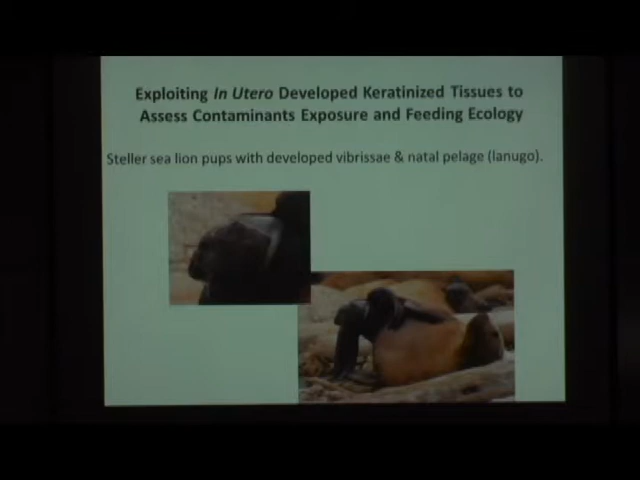 Exploiting In Utero Developed Keratinized Tissues to
Assess Contaminants Exposure and Feeding Ecology
Steller sea lion pups with developed vibrissae & natal pelage (lanugo).